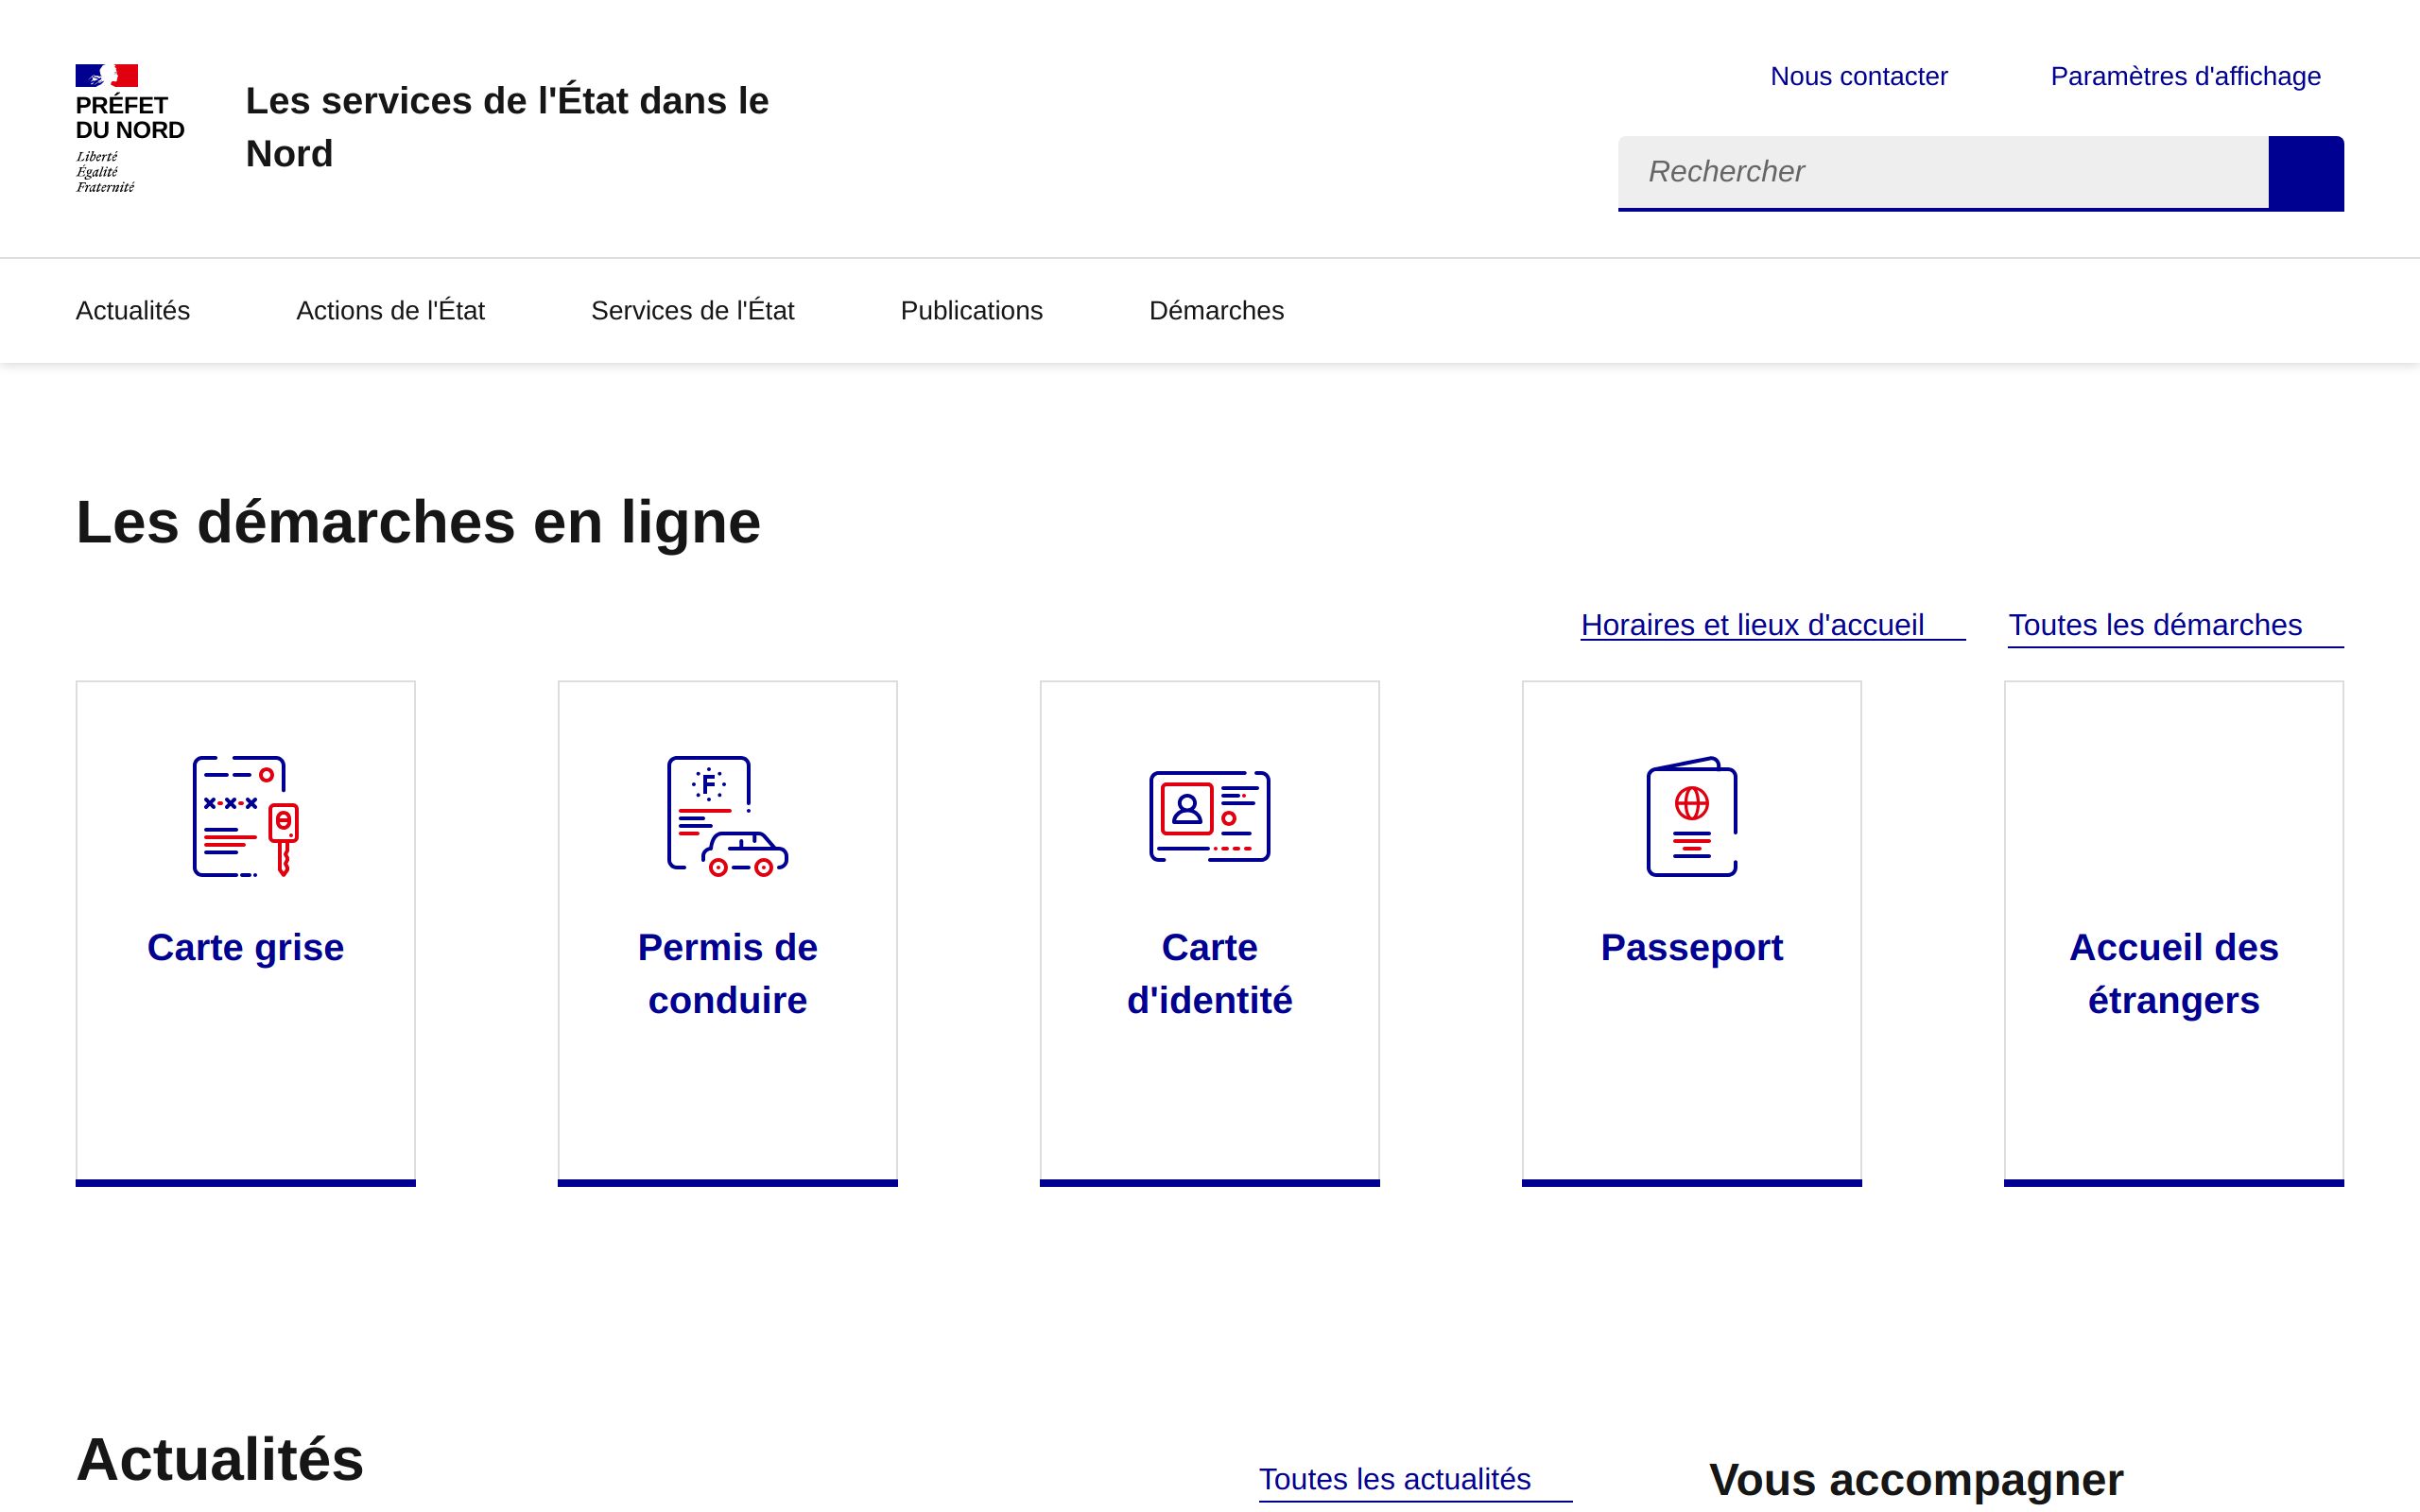 PRÉFET
DU NORD
Liberté
Égalité
Fraternité
Les services de l'État dans le
Nord
Nous contacter
Paramètres d'affichage
Rechercher
Actualités
Actions de l'État
Services de l'État
Publications
Démarches
Les démarches en ligne
Horaires et lieux d'accueil
Toutes les démarches
F
Carte grise
Permis de
conduire
Carte
d'identité
Passeport
Accueil des
étrangers
Actualités
Toutes les actualités
Vous accompagner